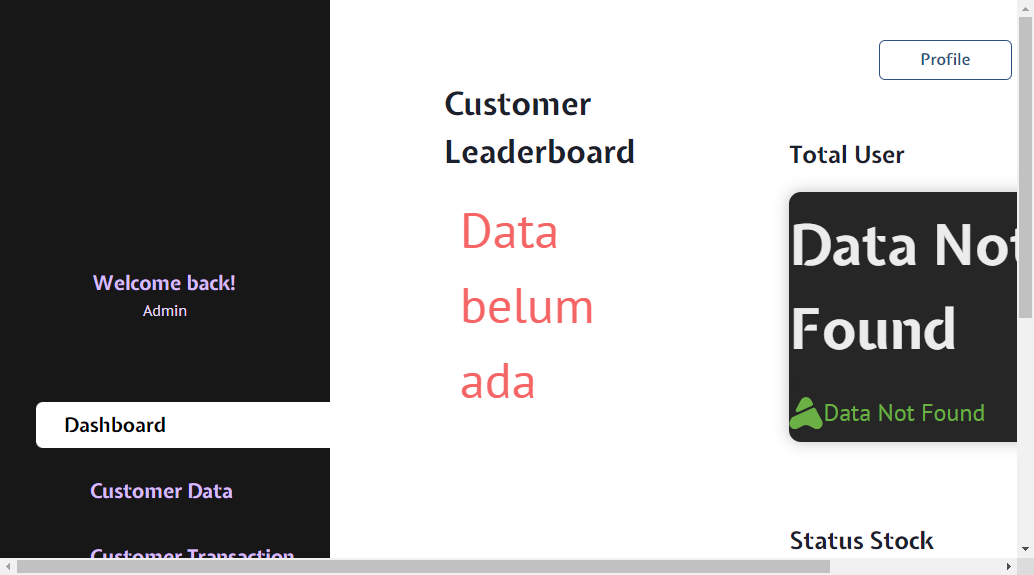 Profile
Customer
Leaderboard
Total User
Data
belum
ada
Data Not
Found
Data Not Found
Welcome back!
Admin
Dashboard
Customer Data
Customer Transaction
Status Stock